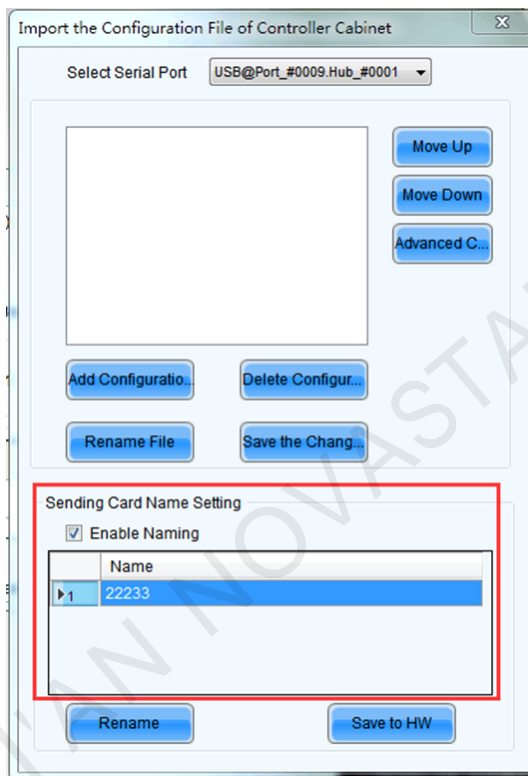 Import the Configuration File of Controller Cabinet
Select Serial Port USB@Port_#0009.Hub_#0001
Move Up
Move Down
Advanced C...
Add Configuratio... Delete Configur...
Rename File Save the Chang...
Sending Card Name Setting
Enable Naming
Name
1 22233
Rename Save to HW
AN NOVASTA